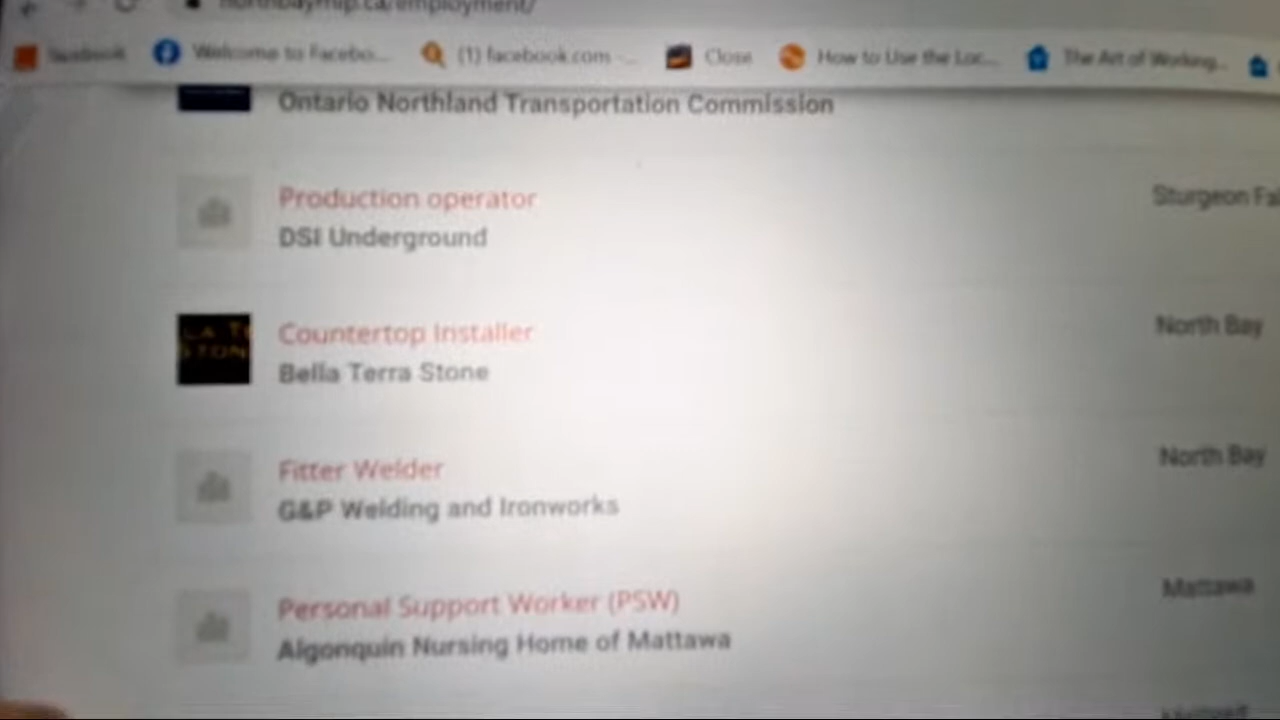 facebook Welcome to Facebo... (1) facebook.com -... Close How to Use the Loc... The Art of Working...
Ontario Northland Transportation Commission
Production operator Sturgeon Fa
DSI Underground
Countertop Installer North Bay
Bella Terra Stone
Fitter Welder North Bay
G&P Welding and Ironworks
Personal Support Worker (PSW) Mattawa
Algonquin Nursing Home of Mattawa